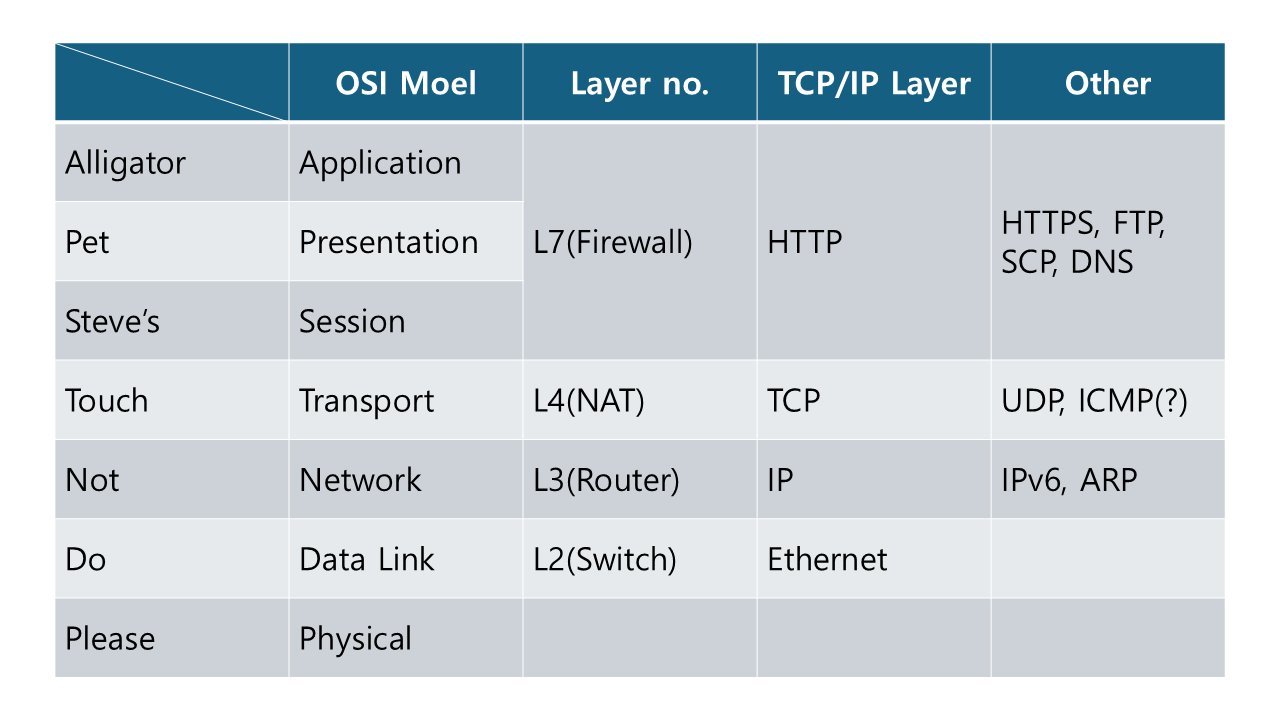 OSI Moel Layer no. TCP/IP Layer Other
Alligator Application
Pet Presentation L7(Firewall) HTTP HTTPS, FTP,
SCP, DNS
Steve’s Session
Touch Transport L4(NAT) TCP UDP, ICMP(?)
Not Network L3(Router) IP IPv6, ARP
Do Data Link L2(Switch) Ethernet
Please Physical